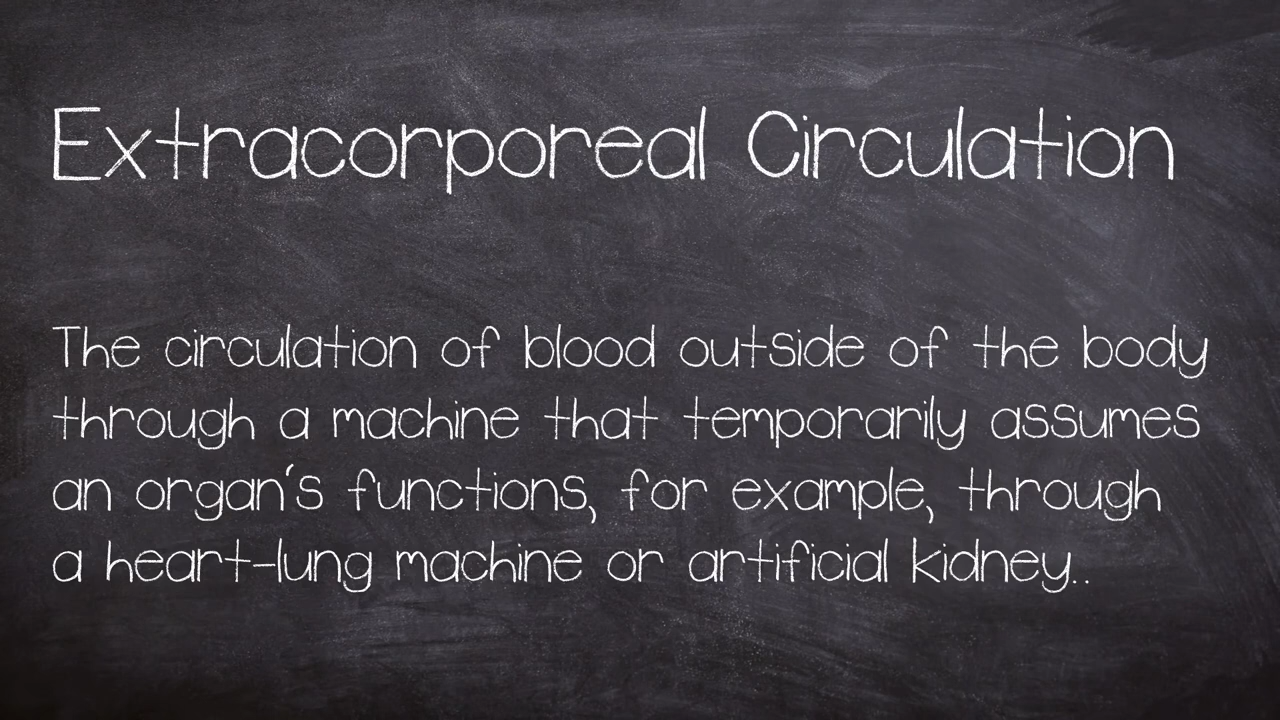 Extracorporeal Circulation
The circulation of blood outside of the body
through a machine that temporarily assumes
an organ‘s functions, for example, through
a heart-lung machine or artificial kidney..